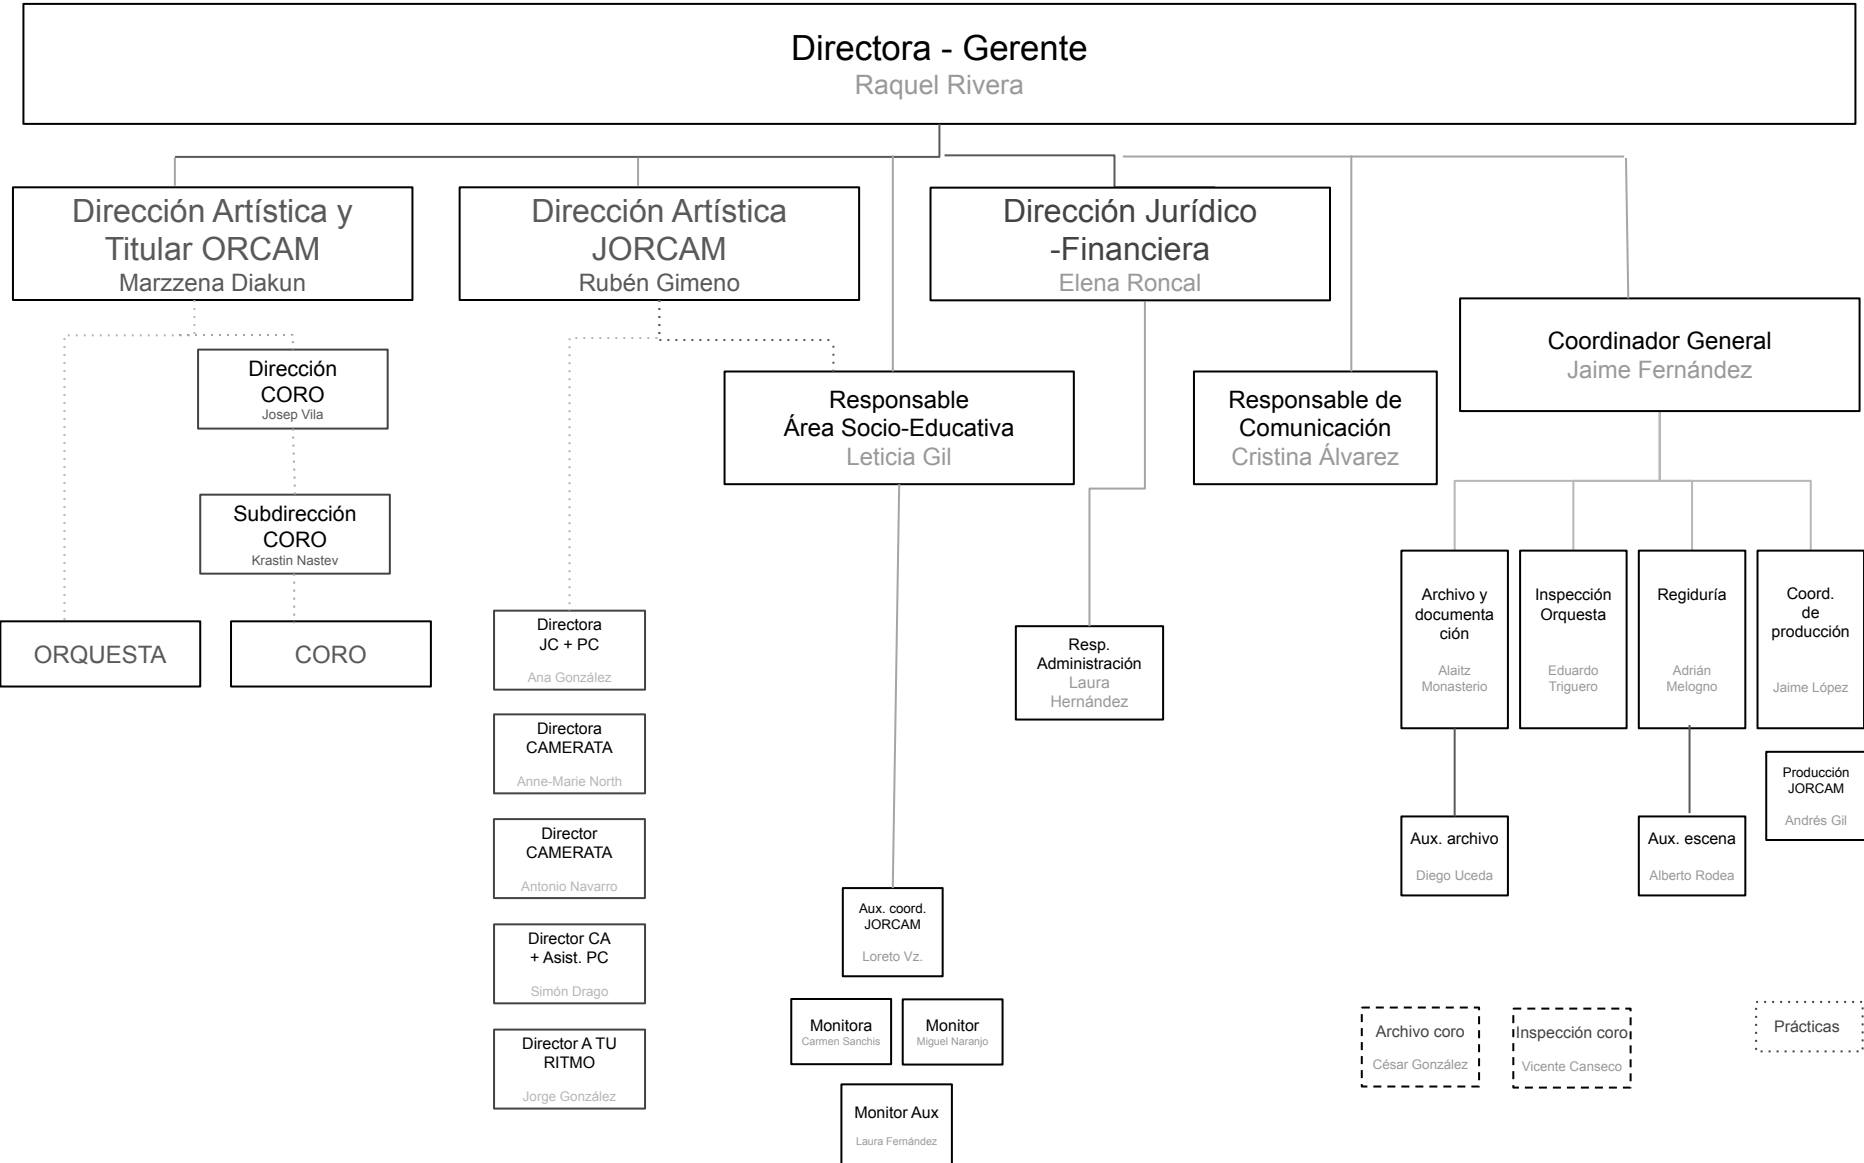 Directora - Gerente
Raquel Rivera
Dirección Artística y
Titular ORCAM
Marzzena Diakun
Dirección Artística
JORCAM
Rubén Gimeno
Dirección Jurídico
-Financiera
Elena Roncal
Coordinador General
Jaime Fernández
Dirección
CORO
Josep Vila
Responsable
Área Socio-Educativa
Leticia Gil
Responsable de
Comunicación
Cristina Álvarez
Subdirección
CORO
Krastin Nastev
ORQUESTA
CORO
Directora
JC + PC
Ana González
Directora
CAMERATA
Anne-Marie North
Director
CAMERATA
Antonio Navarro
Director CA
+ Asist. PC
Simón Drago
Director A TU
RITMO
Jorge González
Resp.
Administración
Laura
Hernández
Archivo y
documenta
ción
Alaitz
Monasterio
Inspección
Orquesta
Eduardo
Triguero
Regiduría
Adrián
Melogno
Coord.
de
producción
Jaime López
Producción
JORCAM
Andrés Gil
Aux. archivo
Diego Uceda
Aux. escena
Alberto Rodea
Aux. coord.
JORCAM
Loreto Vz.
Monitora
Carmen Sanchis
Monitor
Miguel Naranjo
Monitor Aux
Laura Fernández
Archivo coro
César González
Inspección coro
Vicente Canseco
Prácticas